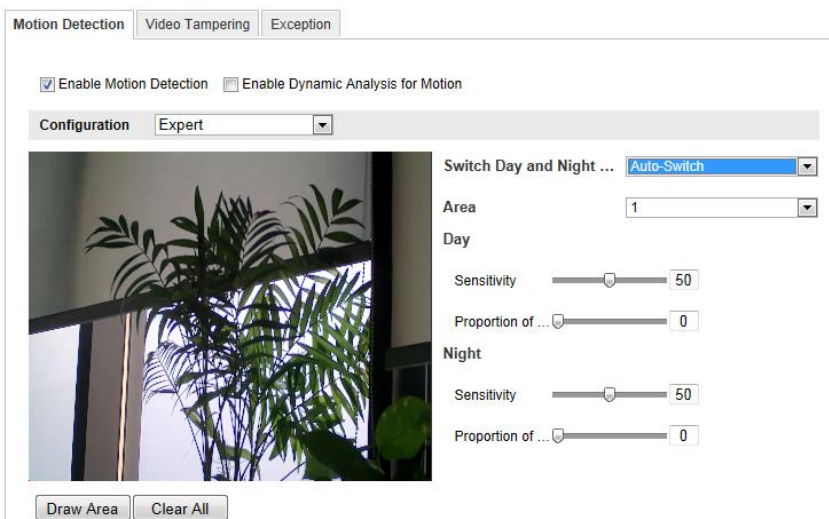 Motion Detection Video Tampering Exception
Enable Motion Detection Enable Dynamic Analysis for Motion
Configuration Expert
Switch Day and Night ... Auto-Switch
Area 1
Day
Sensitivity 50
Proportion of ... 0
Night
Sensitivity 50
Proportion of ... 0
Draw Area Clear All